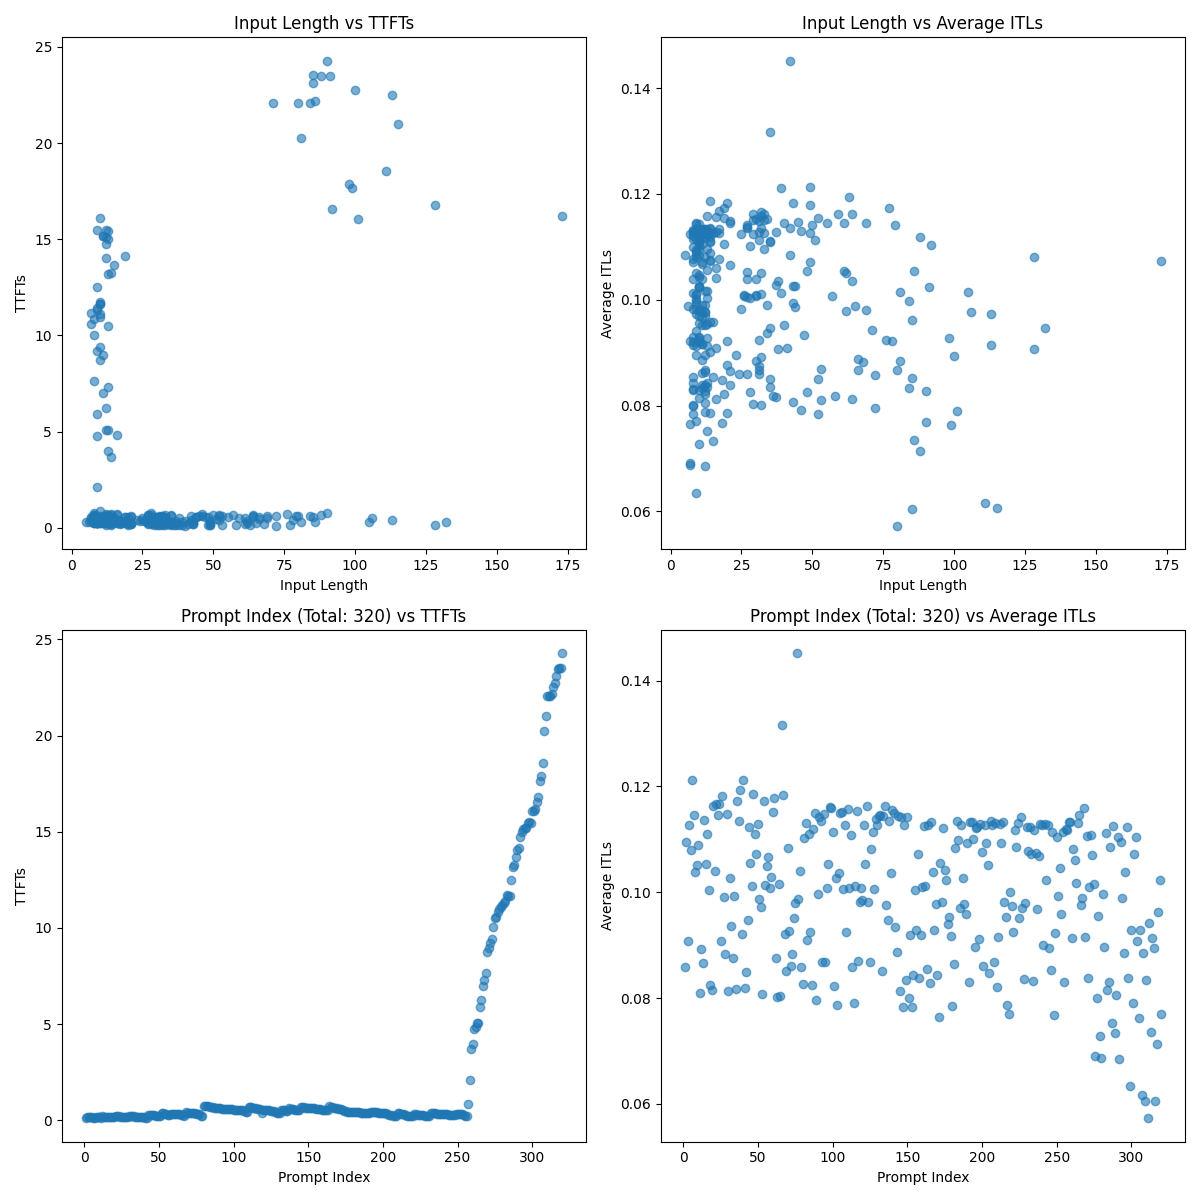 Input Length vs TTFTs
25
20
15
10
5
0
TTFTs
0 25 50 75 100 125 150 175
Input Length
Input Length vs Average ITLs
0.14
0.12
0.10
0.08
0.06
Average ITLs
0 25 50 75 100 125 150 175
Input Length
Prompt Index (Total: 320) vs TTFTs
25
20
15
10
5
0
TTFTs
0 50 100 150 200 250 300
Prompt Index
Prompt Index (Total: 320) vs Average ITLs
0.14
0.12
0.10
0.08
0.06
Average ITLs
0 50 100 150 200 250 300
Prompt Index